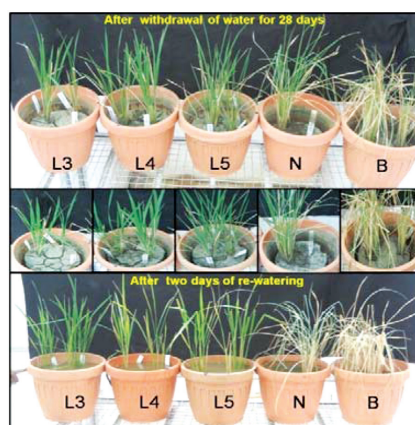 After withdrawal of water for 28 days
L3 L4 L5 N B
After two days of re-watering
L3 L4 L5 N B